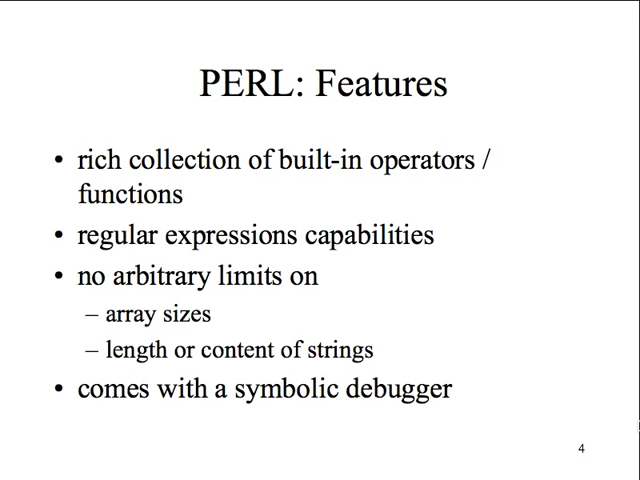 PERL: Features
• rich collection of built-in operators /
functions
• regular expressions capabilities
• no arbitrary limits on
– array sizes
– length or content of strings
• comes with a symbolic debugger
4